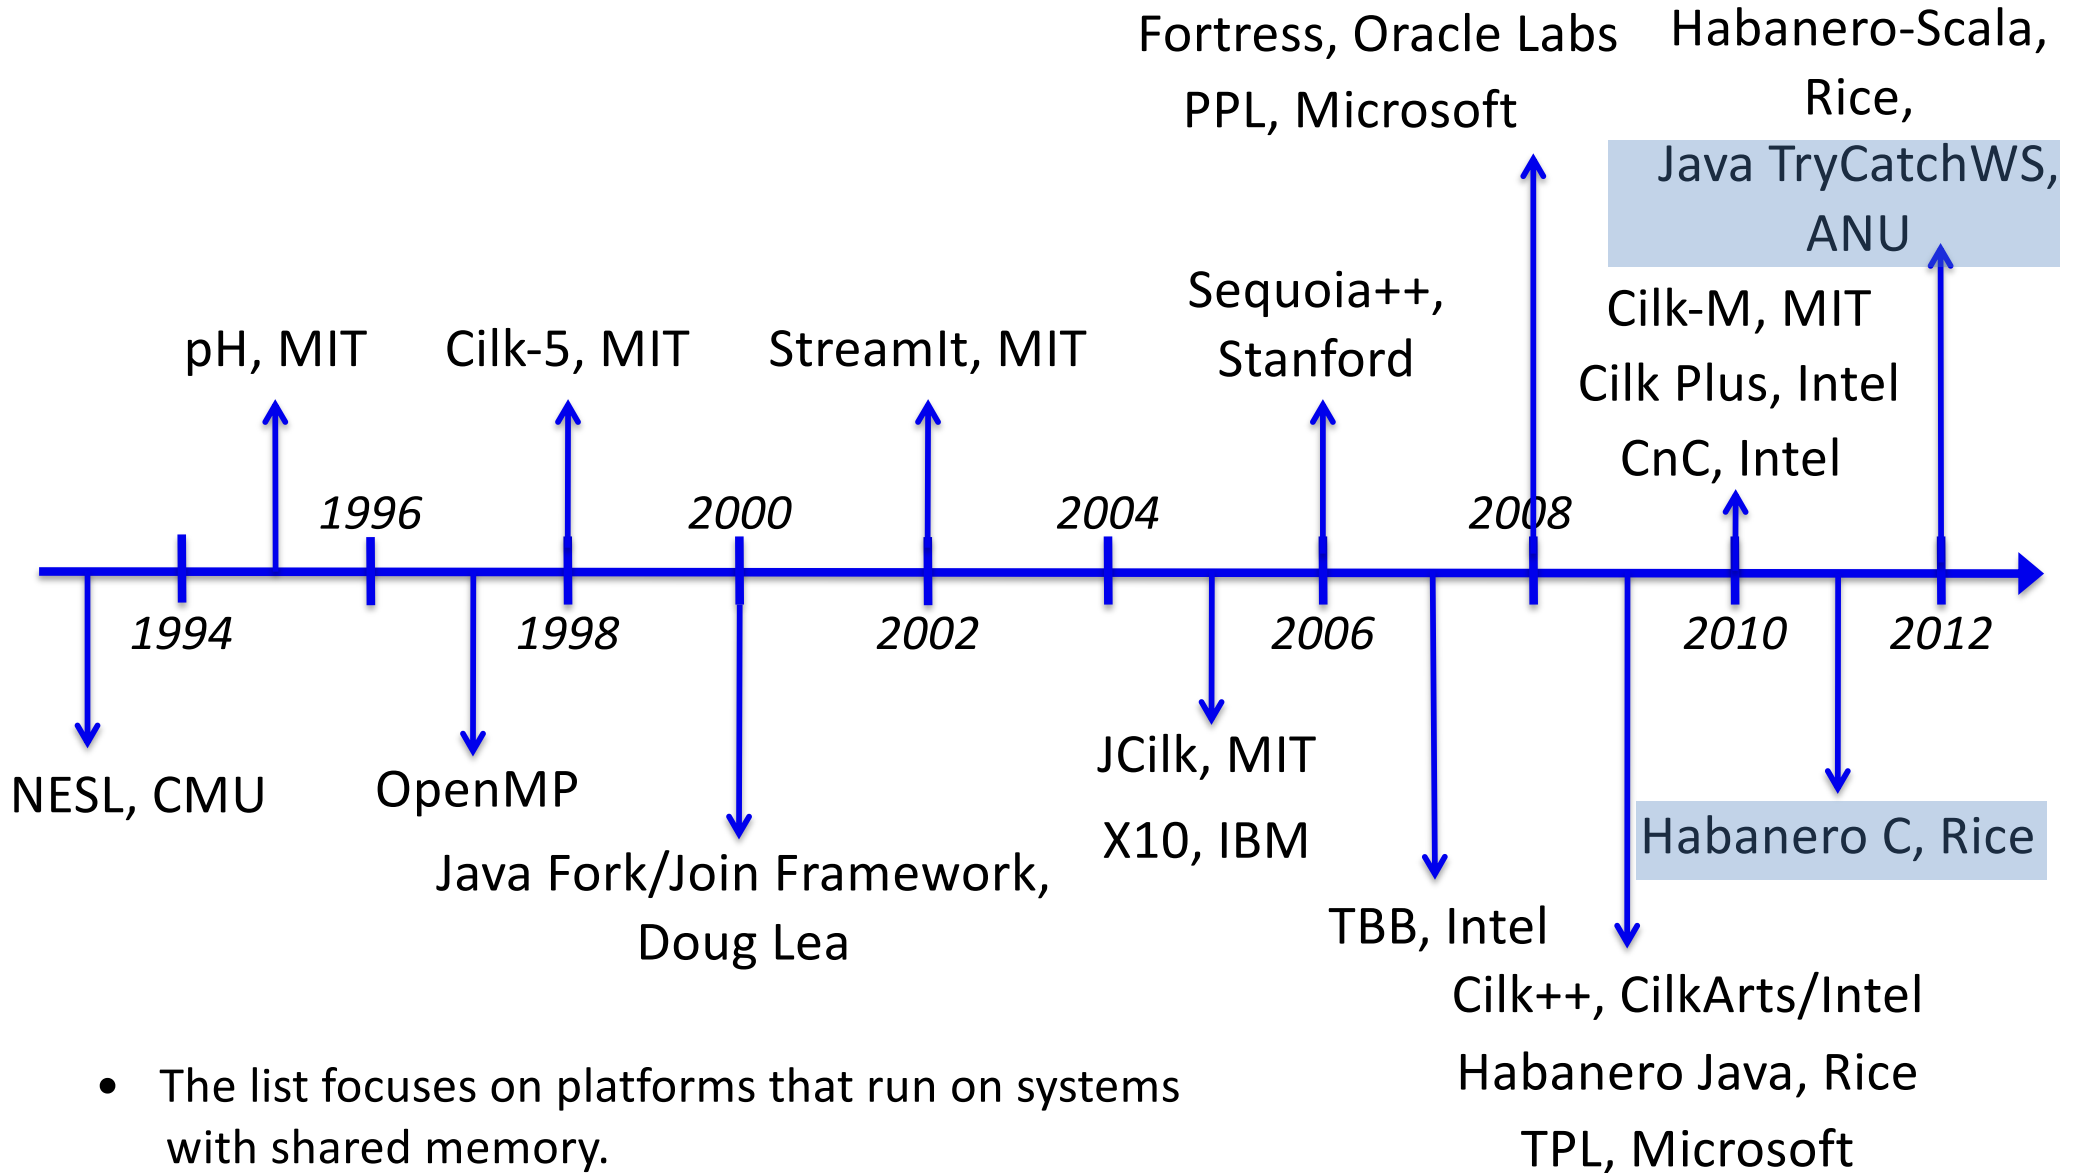 Fortress, Oracle Labs
PPL, Microsoft
Habanero-Scala,
Rice,
Java TryCatchWS,
ANU
Sequoia++,
Stanford
Cilk-M, MIT
Cilk Plus, Intel
CnC, Intel
pH, MIT
Cilk-5, MIT
StreamIt, MIT
1996
2000
2004
2008
1994
1998
2002
2006
2010
2012
NESL, CMU
OpenMP
Java Fork/Join Framework,
Doug Lea
JCilk, MIT
X10, IBM
TBB, Intel
Habanero C, Rice
Cilk++, CilkArts/Intel
Habanero Java, Rice
TPL, Microsoft
• The list focuses on platforms that run on systems
with shared memory.